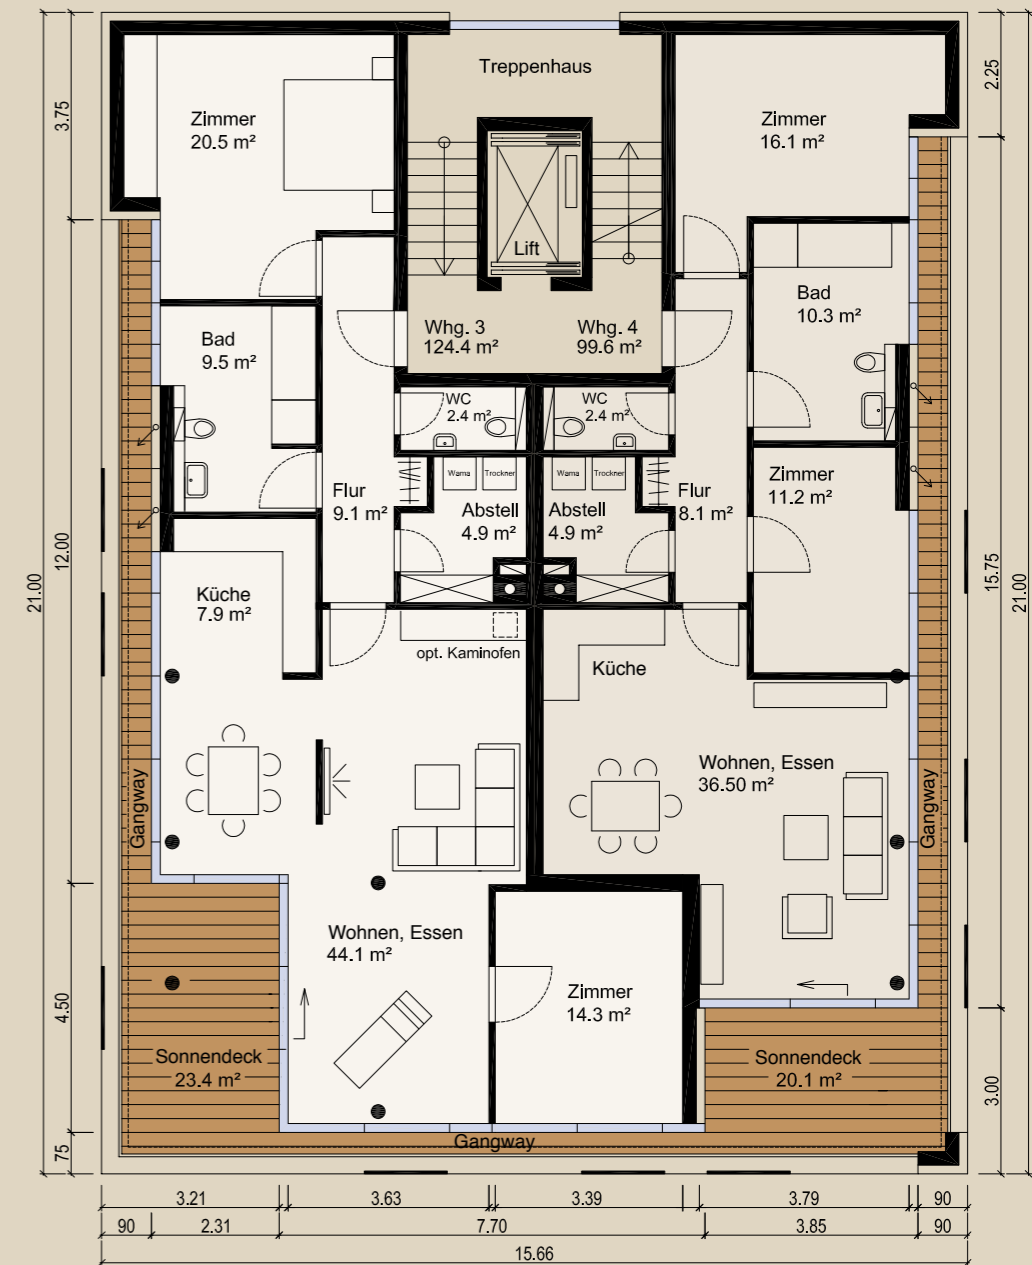 Treppenhaus
Zimmer
20.5 m²
Zimmer
16.1 m²
Lift
Whg. 3
124.4 m²
Whg. 4
99.6 m²
Bad
9.5 m²
Bad
10.3 m²
WC
2.4 m²
WC
2.4 m²
Flur
9.1 m²
Wama
Trockner
Wama
Trockner
Abstell
4.9 m²
Abstell
4.9 m²
Flur
8.1 m²
Zimmer
11.2 m²
Küche
7.9 m²
opt. Kaminofen
Küche
Wohnen, Essen
36.50 m²
Gangway
Gangway
Wohnen, Essen
44.1 m²
Zimmer
14.3 m²
Sonnendeck
23.4 m²
Sonnendeck
20.1 m²
Gangway
3.75
12.00
21.00
4.50
75
2.25
15.75
21.00
3.00
3.21
3.63
3.39
3.79
90
90
2.31
7.70
3.85
90
15.66